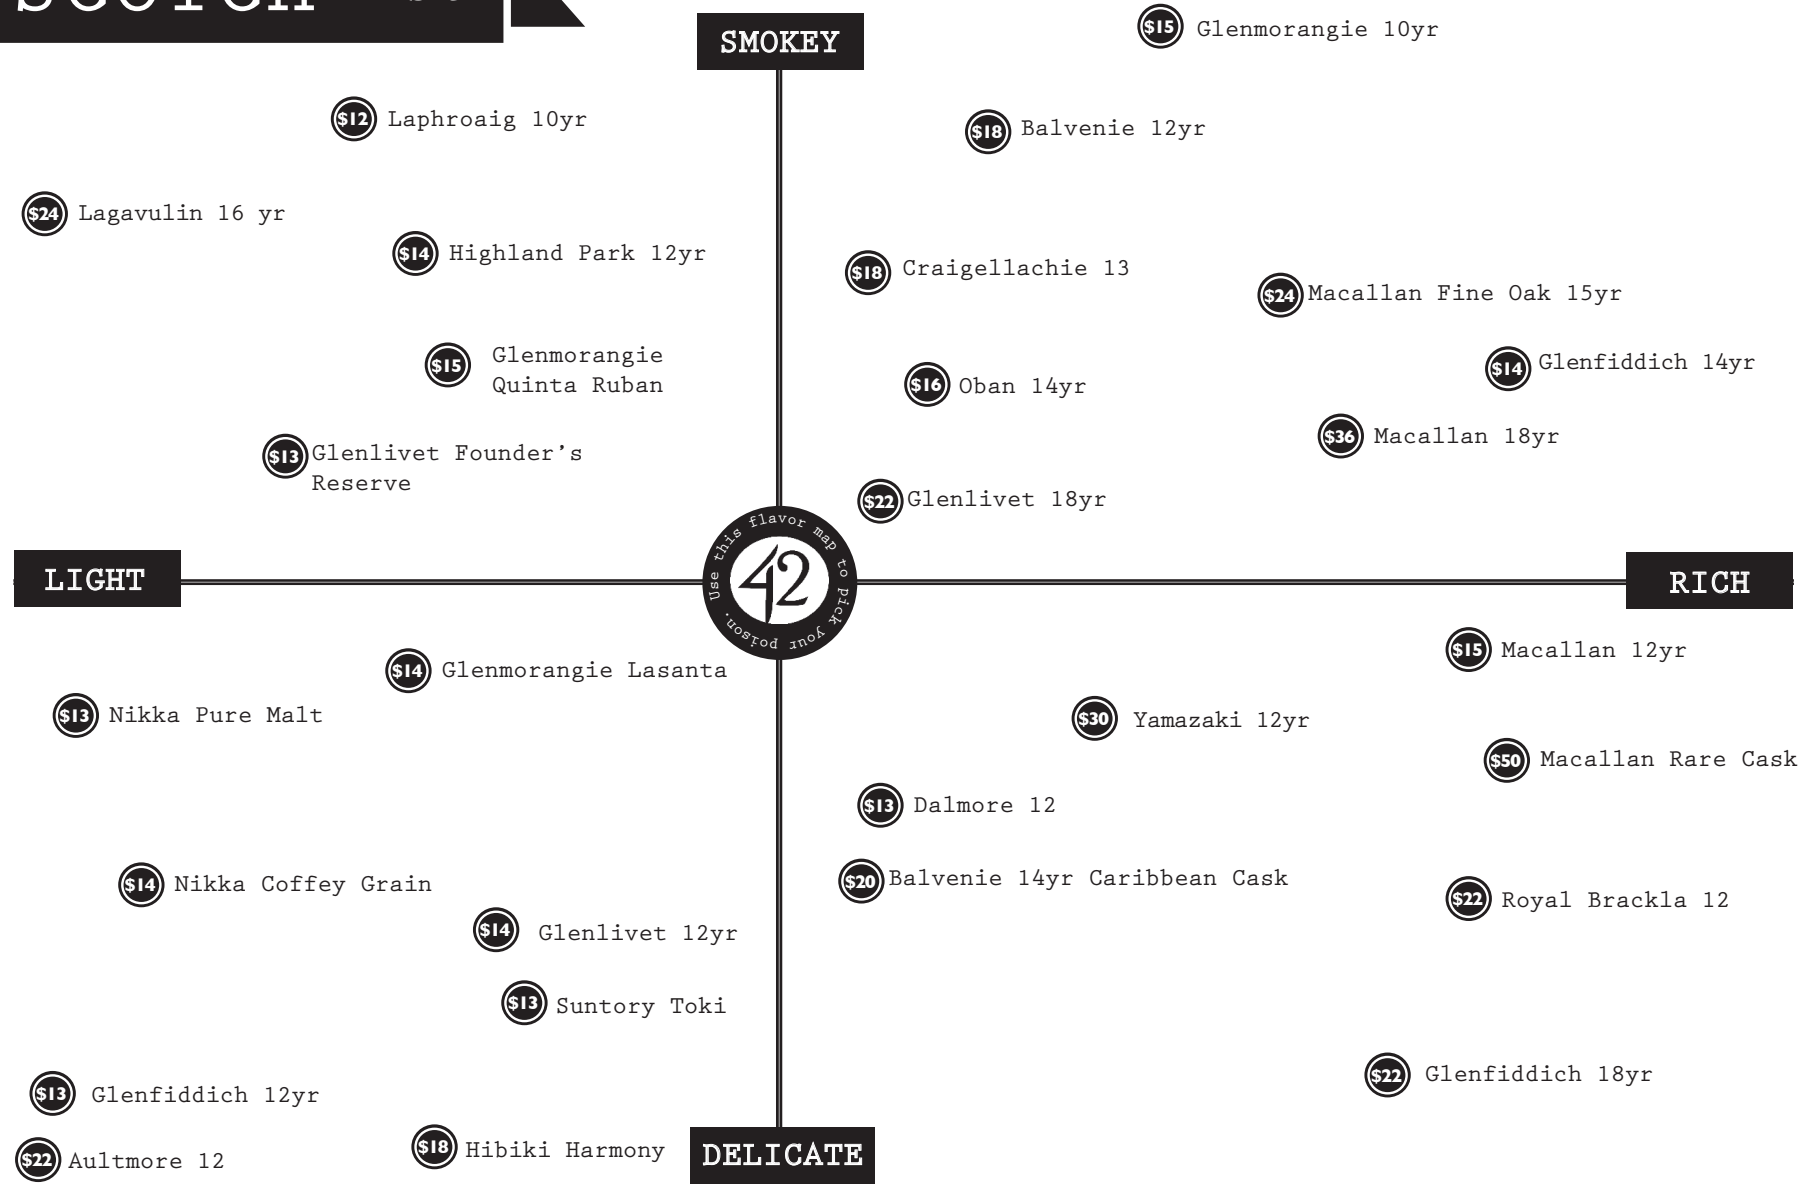 SCOTCH
SMOKEY
$15 Glenmorangie 10yr
$12 Laphroaig 10yr
$18 Balvenie 12yr
$24 Lagavulin 16 yr
$14 Highland Park 12yr
$18 Craigellachie 13
$24 Macallan Fine Oak 15yr
$15 Glenmorangie
Quinta Ruban
$16 Oban 14yr
$14 Glenfiddich 14yr
$36 Macallan 18yr
$13 Glenlivet Founder’s
Reserve
$22 Glenlivet 18yr
LIGHT
Use this flavor map to pick your poison.
42
RICH
$14 Glenmorangie Lasanta
$15 Macallan 12yr
$13 Nikka Pure Malt
$30 Yamazaki 12yr
$50 Macallan Rare Cask
$13 Dalmore 12
$14 Nikka Coffey Grain
$20 Balvenie 14yr Caribbean Cask
$22 Royal Brackla 12
$14 Glenlivet 12yr
$13 Suntory Toki
$13 Glenfiddich 12yr
$22 Glenfiddich 18yr
$22 Aultmore 12
$18 Hibiki Harmony
DELICATE